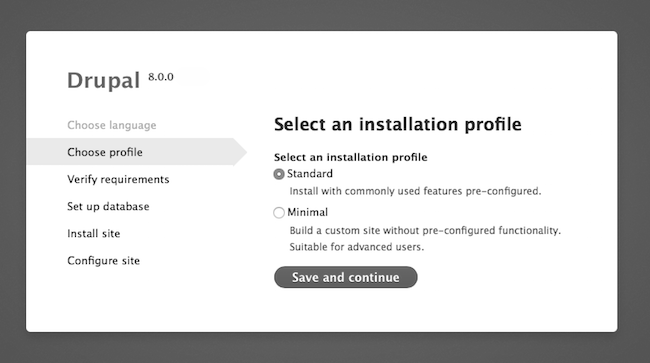 Drupal 8.0.0
Choose language
Choose profile
Verify requirements
Set up database
Install site
Configure site
Select an installation profile
Select an installation profile
Standard
Install with commonly used features pre-configured.
Minimal
Build a custom site without pre-configured functionality.
Suitable for advanced users.
Save and continue